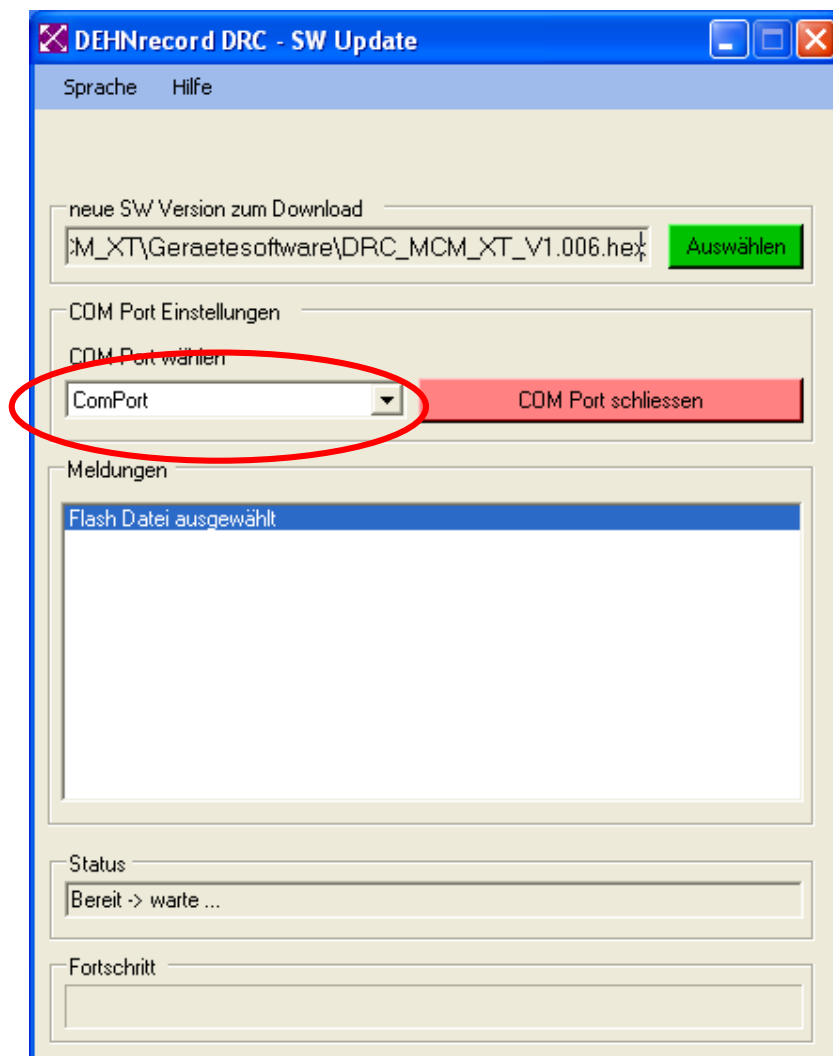 DEHNrecord DRC - SW Update
Sprache Hilfe
neue SW Version zum Download
CM_XT\Geraetesoftware\DRC_MCM_XT_V1.006.hex
Auswählen
COM Port Einstellungen
COM Port wählen
ComPort
COM Port schliessen
Meldungen
Flash Datei ausgewählt
Status
Bereit -> warte ...
Fortschritt